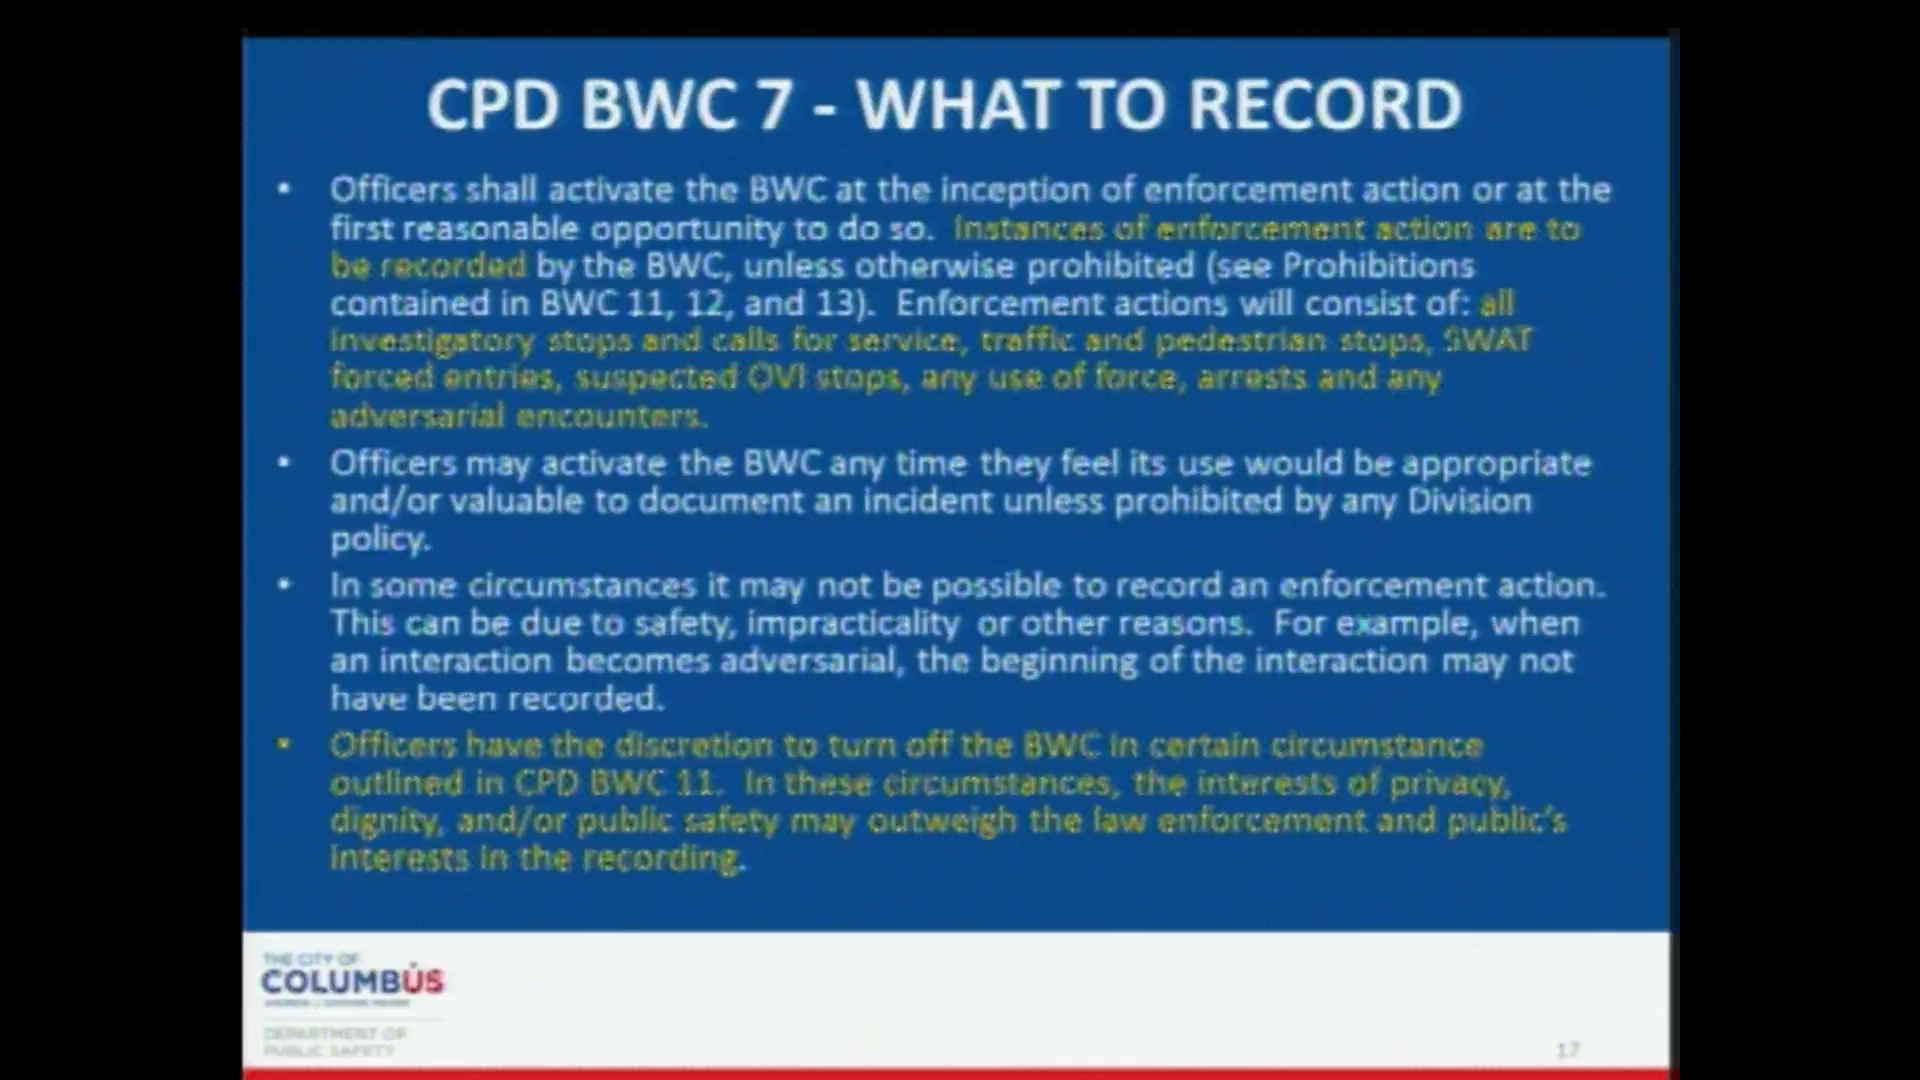 CPD BWC 7 - WHAT TO RECORD
• Officers shall activate the BWC at the inception of enforcement action or at the
first reasonable opportunity to do so. Instances of enforcement action are to
be recorded by the BWC, unless otherwise prohibited (see Prohibitions
contained in BWC 11, 12, and 13). Enforcement actions will consist of: all
investigatory stops and calls for service, traffic and pedestrian stops, SWAT
forced entries, suspected OVI stops, any use of force, arrests and any
adversarial encounters.
• Officers may activate the BWC any time they feel its use would be appropriate
and/or valuable to document an incident unless prohibited by any Division
policy.
• In some circumstances it may not be possible to record an enforcement action.
This can be due to safety, impracticality or other reasons. For example, when
an interaction becomes adversarial, the beginning of the interaction may not
have been recorded.
• Officers have the discretion to turn off the BWC in certain circumstance
outlined in CPD BWC 11. In these circumstances, the interests of privacy,
dignity, and/or public safety may outweigh the law enforcement and public's
interests in the recording.
THE CITY OF
COLUMBUS
DEPARTMENT OF
PUBLIC SAFETY
17